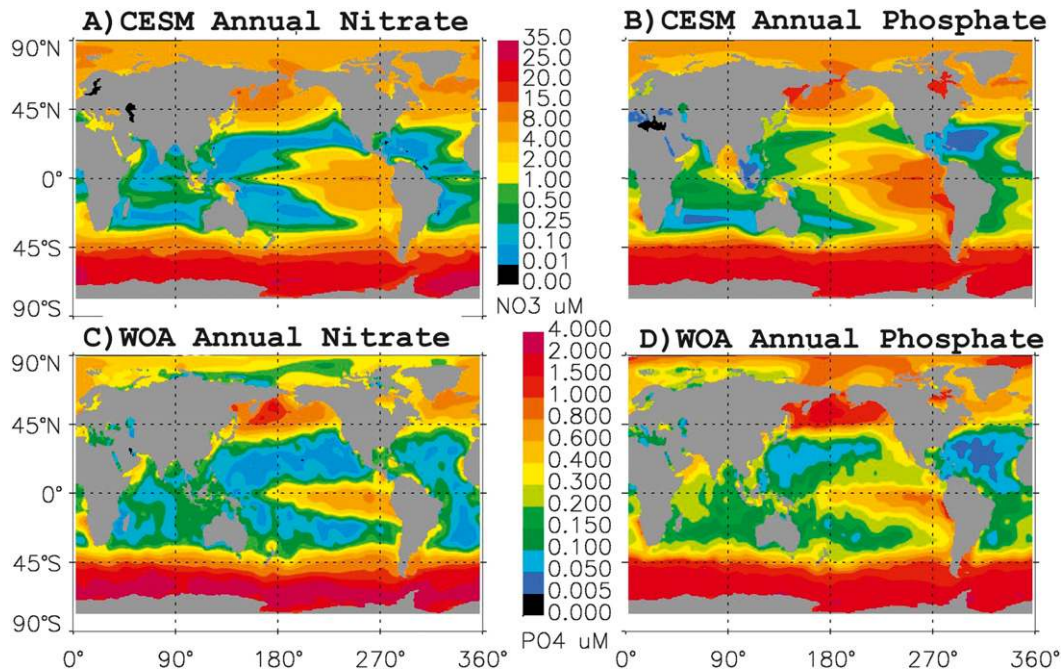 A)CESM Annual Nitrate
B)CESM Annual Phosphate
90°N
45°N
0°
45°S
90°S
35.0
25.0
20.0
15.0
8.00
4.00
2.00
1.00
0.50
0.25
0.10
0.01
0.00
NO3 uM
C)WOA Annual Nitrate
D)WOA Annual Phosphate
90°N
45°N
0°
45°S
90°S
4.000
2.000
1.500
0.800
0.600
0.400
0.300
0.200
0.150
0.100
0.050
0.005
0.000
PO4 uM
0° 90° 180° 270° 360°
0° 90° 180° 270° 360°